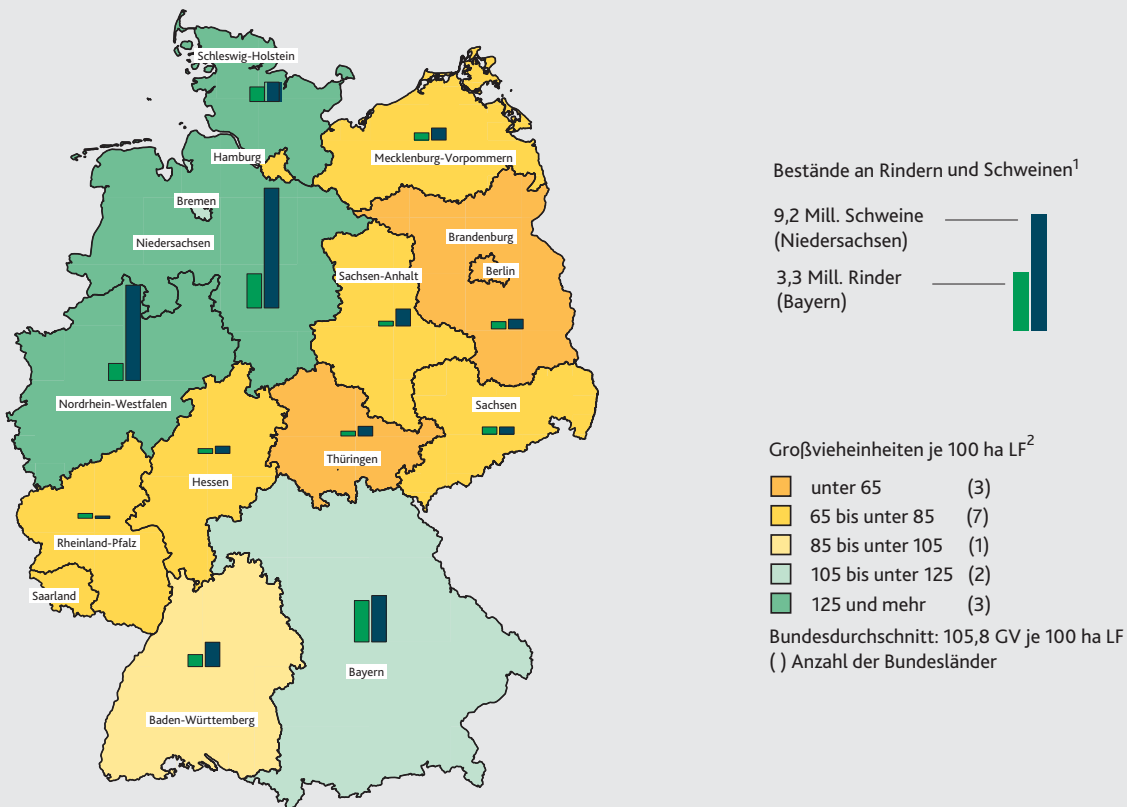 Schleswig-Holstein
Hamburg
Mecklenburg-Vorpommern
Bremen
Niedersachsen
Brandenburg
Berlin
Sachsen-Anhalt
Nordrhein-Westfalen
Sachsen
Thüringen
Hessen
Rheinland-Pfalz
Saarland
Bayern
Baden-Württemberg
Bestände an Rindern und Schweinen¹
9,2 Mill. Schweine
(Niedersachsen)
3,3 Mill. Rinder
(Bayern)
Großvieheinheiten je 100 ha LF²
unter 65 (3)
65 bis unter 85 (7)
85 bis unter 105 (1)
105 bis unter 125 (2)
125 und mehr (3)
Bundesdurchschnitt: 105,8 GV je 100 ha LF
( ) Anzahl der Bundesländer